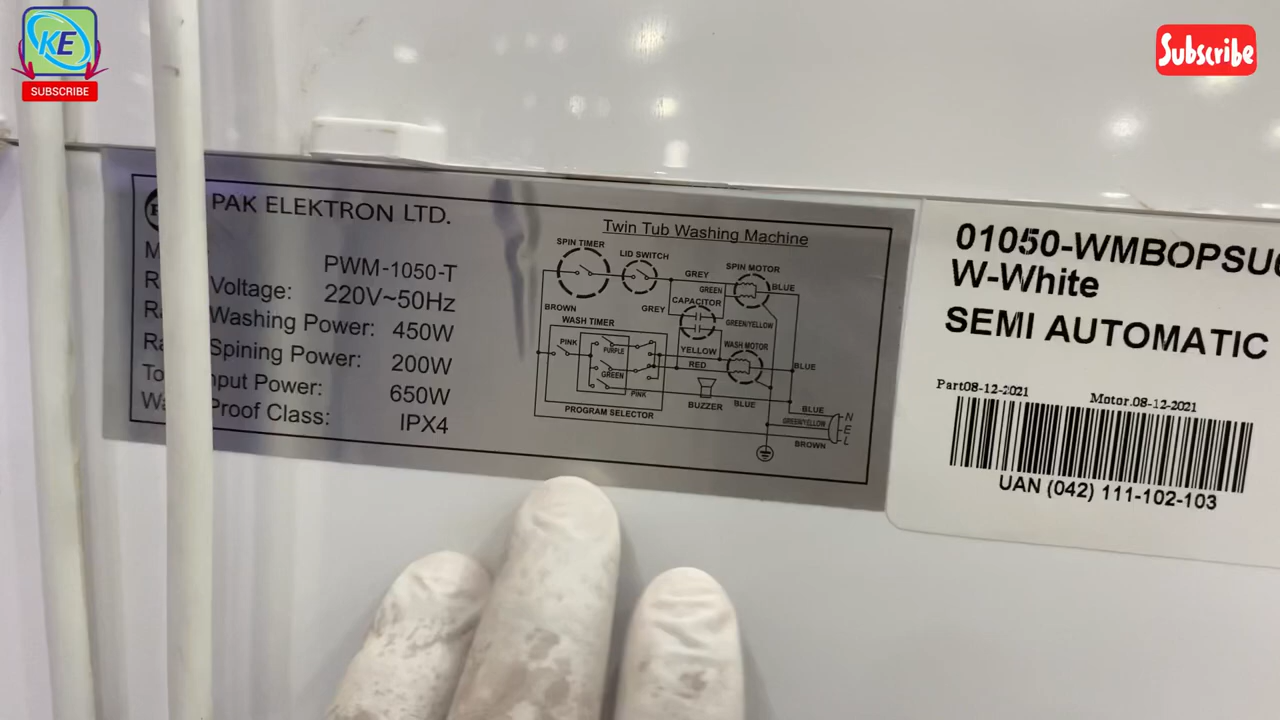 KE
SUBSCRIBE
Subscribe
PAK ELEKTRON LTD.
PWM-1050-T
Voltage: 220V~50Hz
Washing Power: 450W
Spining Power: 200W
Input Power: 650W
Proof Class: IPX4
Twin Tub Washing Machine
SPIN TIMER
LID SWITCH
SPIN MOTOR
GREY
GREEN
BLUE
CAPACITOR
BROWN
GREY
GREEN/YELLOW
WASH TIMER
PINK
PURPLE
YELLOW
WASH MOTOR
RED
BLUE
GREEN
PINK
BUZZER
BLUE
PROGRAM SELECTOR
BLUE
N
GREEN/YELLOW
E
BROWN
L
01050-WMBOPSU
W-White
SEMI AUTOMATIC
Part08-12-2021
Motor.08-12-2021
UAN (042) 111-102-103